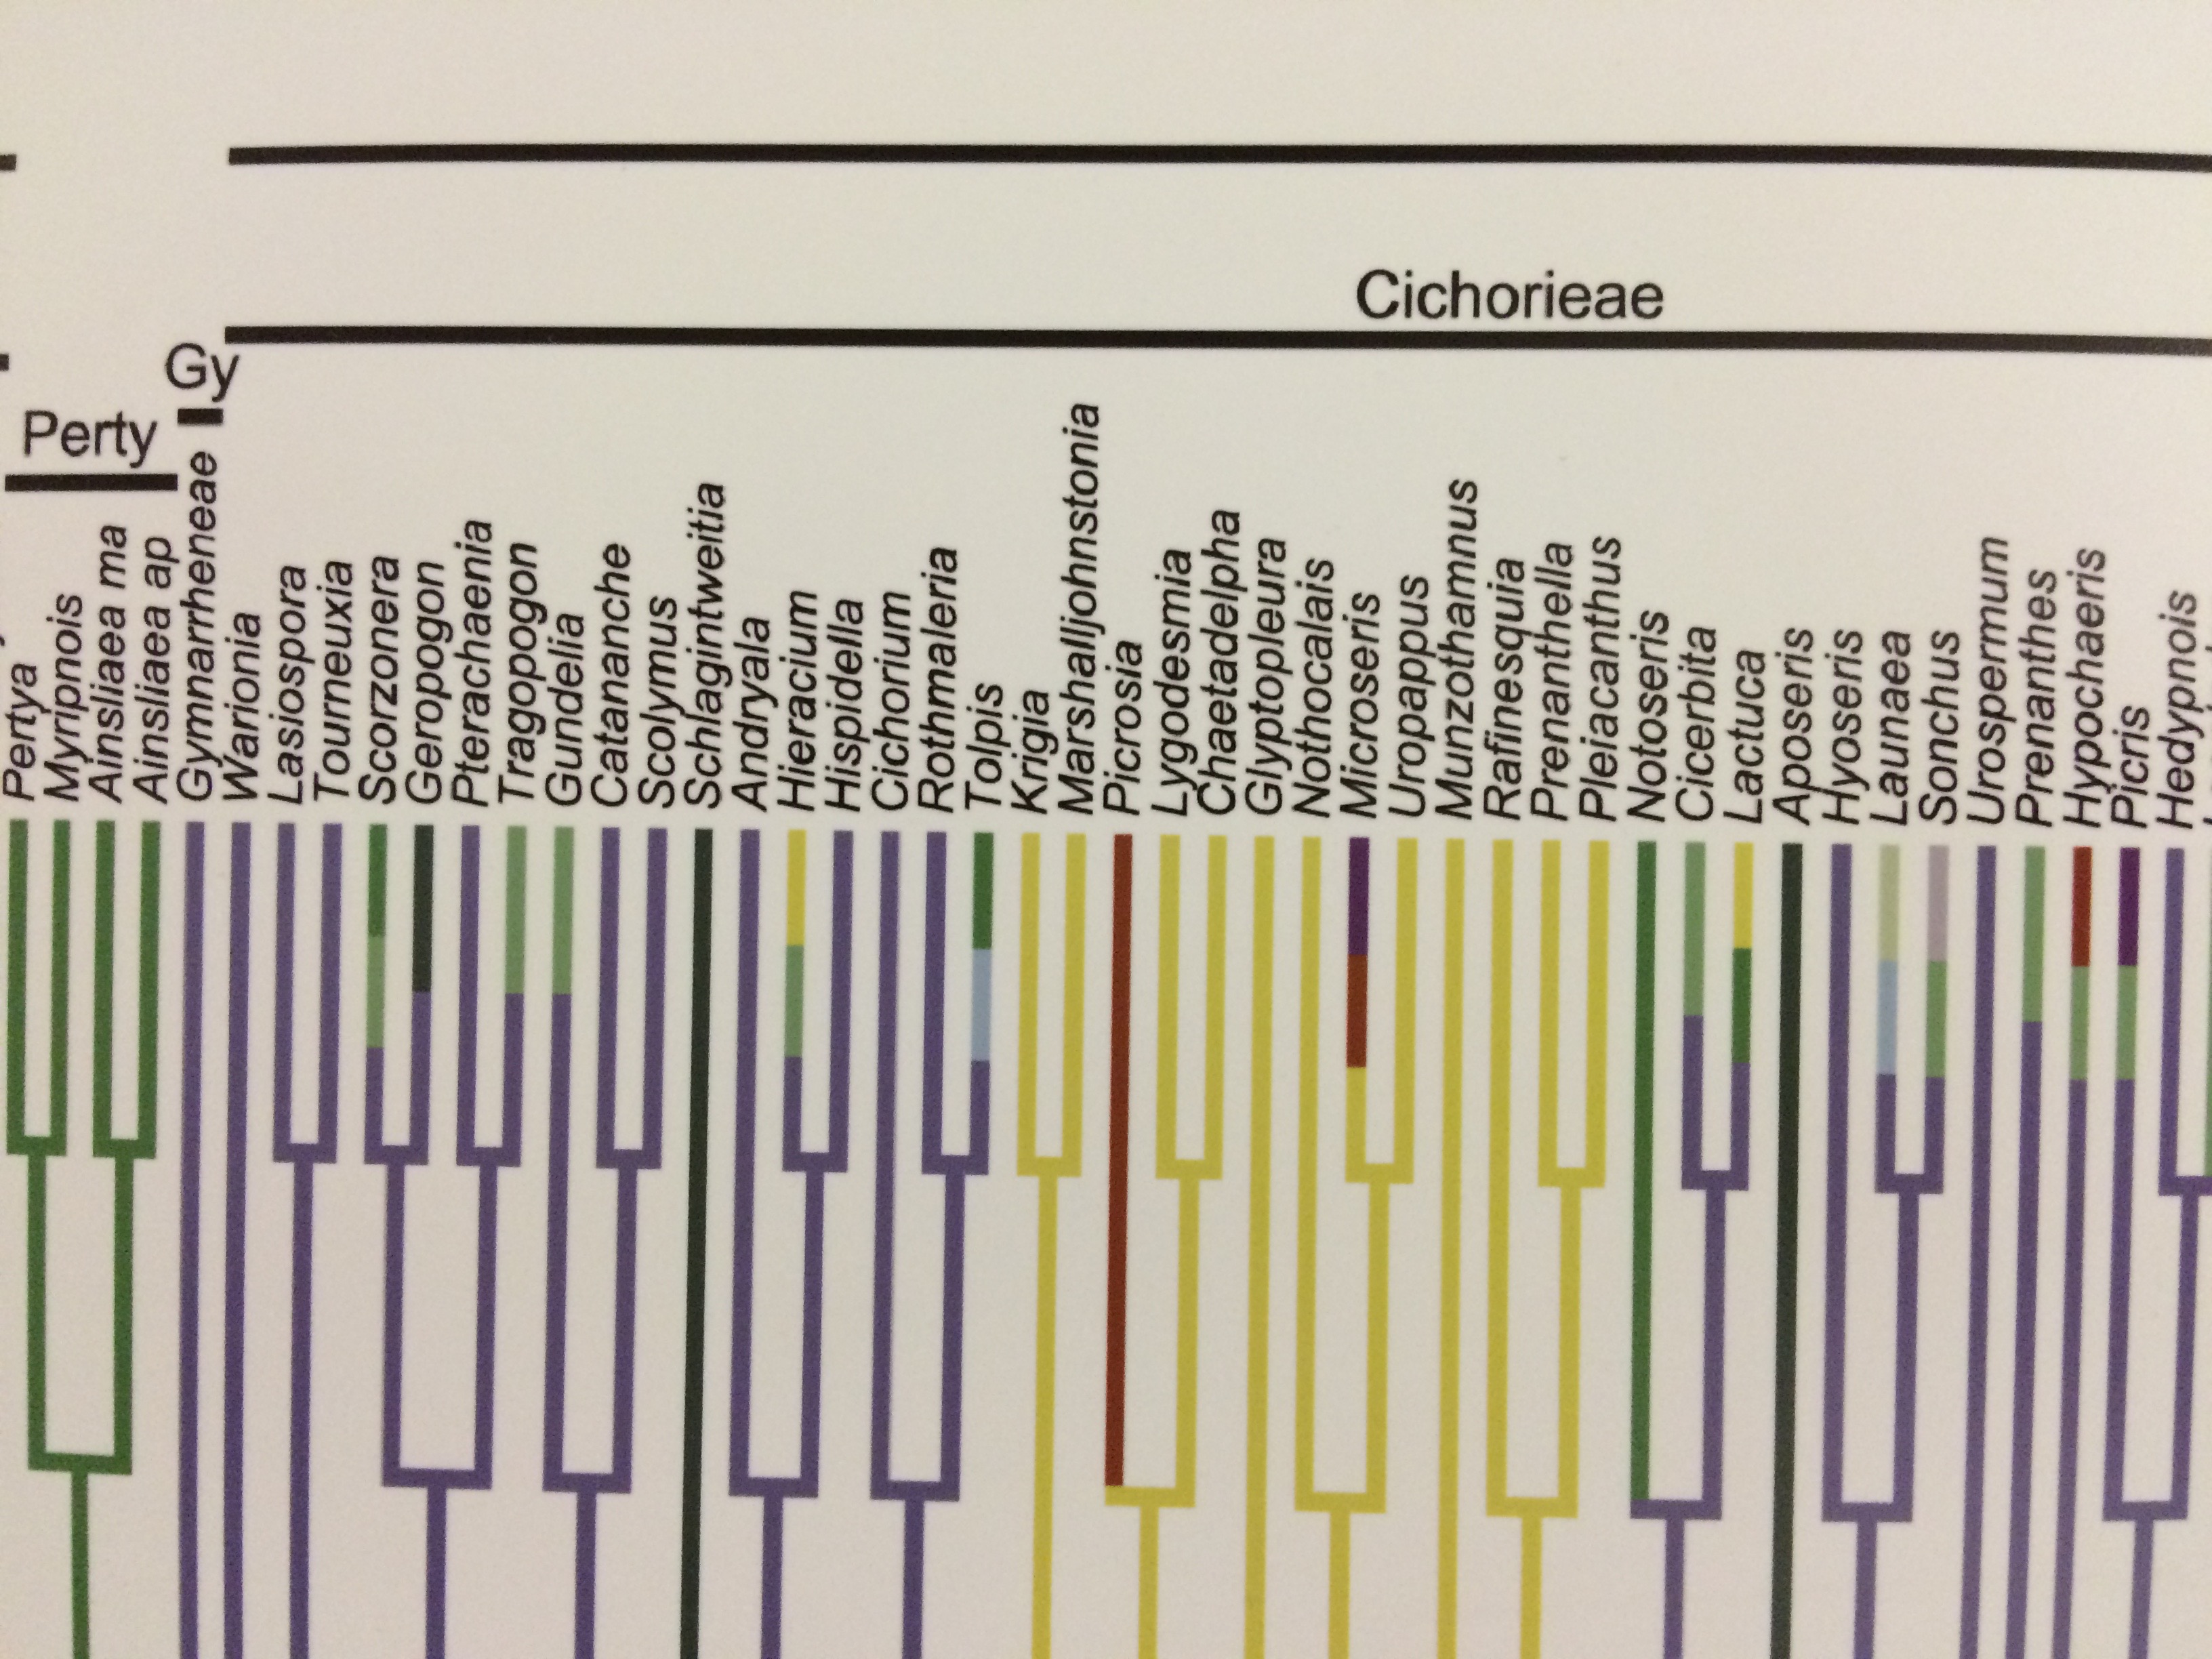 Cichorieae
Gy
Perty
Pertya
Myripnois
Ainsliaea ma
Ainsliaea ap
Gymnarrheneae
Warionia
Lasiospora
Tourneuxia
Scorzonera
Geropogon
Pterachaenia
Tragopogon
Gundelia
Catananche
Scolymus
Schlagintweitia
Andryala
Hieracium
Hispidella
Cichorium
Rothmaleria
Tolpis
Krigia
Marshalljohnstonia
Picrosia
Lygodesmia
Chaetadelpha
Glyptopleura
Nothocalais
Microseris
Uropappus
Munzothamnus
Rafinesquia
Prenanthella
Pleiacanthus
Notoseris
Cicerbita
Lactuca
Aposeris
Hyoseris
Launaea
Sonchus
Urospermum
Prenanthes
Hypochaeris
Picris
Hedypnois